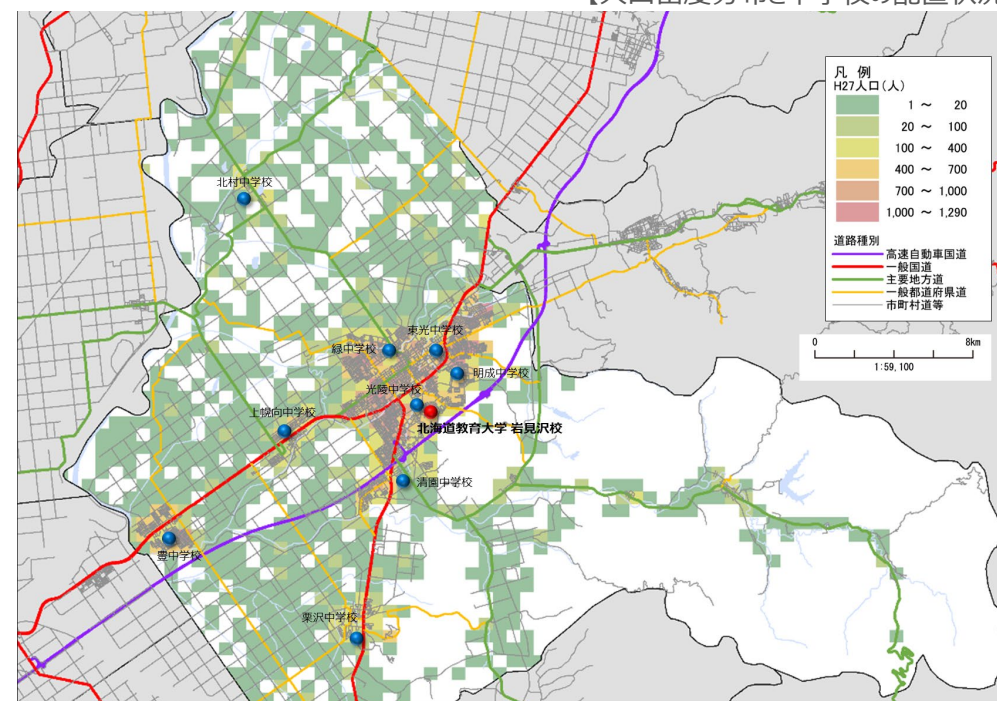 【人口密度分布と中学校の配置状況
凡 例
H27人口(人)
1 ～ 20
20 ～ 100
100 ～ 400
400 ～ 700
700 ～ 1,000
1,000 ～ 1,290
道路種別
高速自動車国道
一般国道
主要地方道
一般都道府県道
市町村道等
0 8km
1:59,100
北村中学校
東光中学校
緑中学校
明成中学校
光陵中学校
上幌向中学校
北海道教育大学 岩見沢校
清園中学校
豊中学校
栗沢中学校